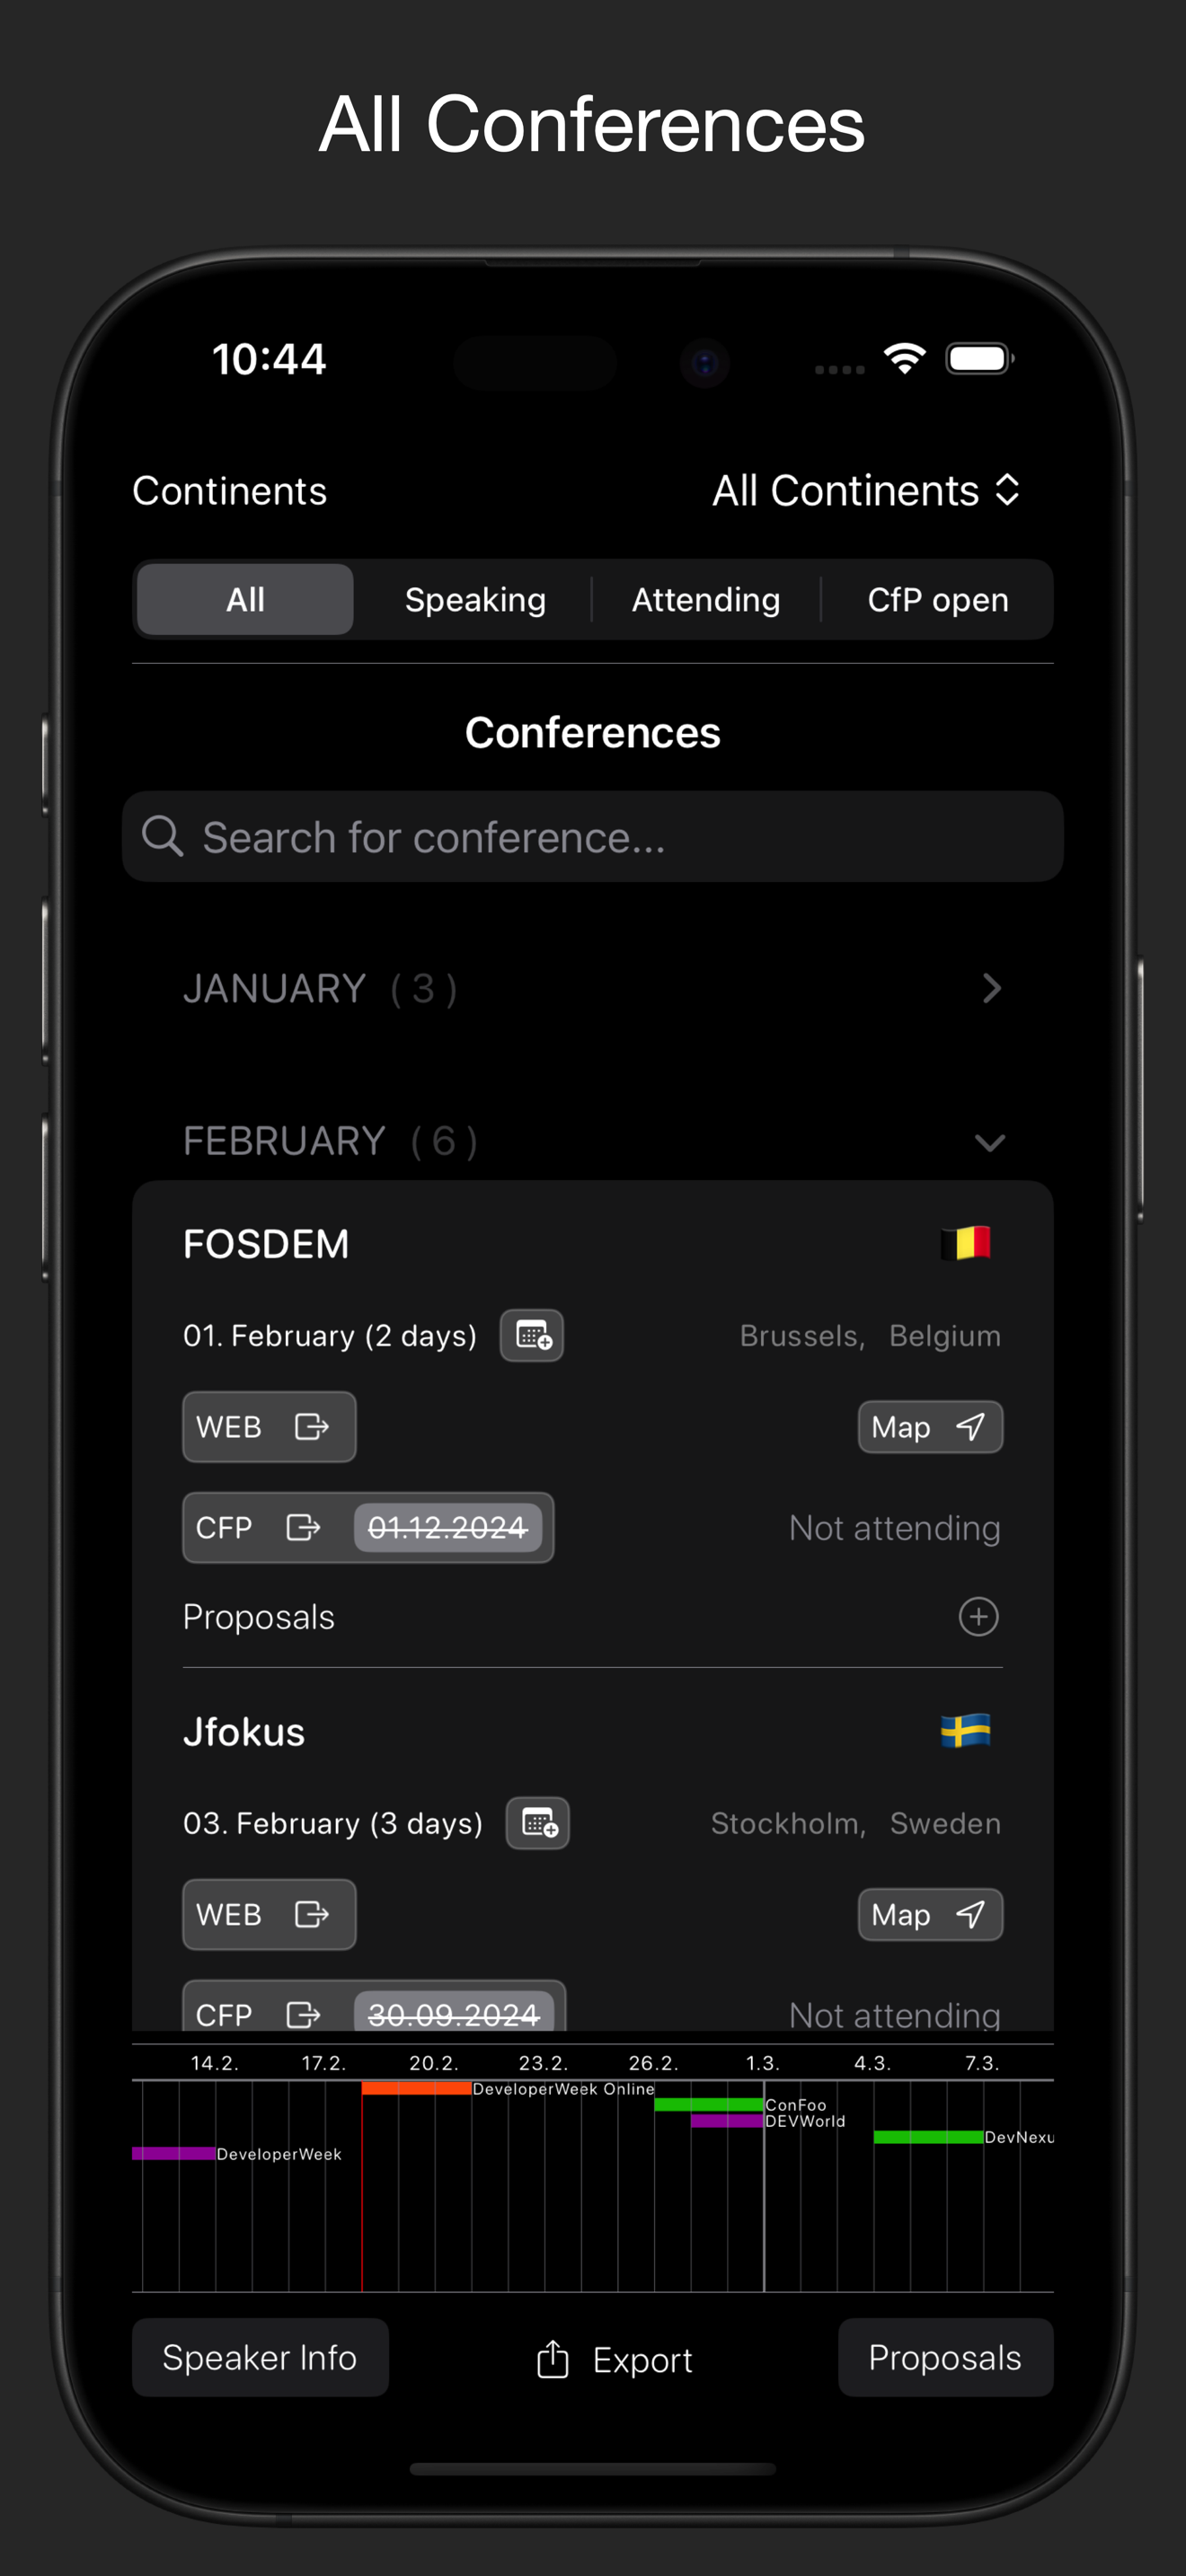 All Conferences
10:44
Continents All Continents
All Speaking Attending CfP open
Conferences
Search for conference...
JANUARY ( 3 )
FEBRUARY ( 6 )
FOSDEM
01. February (2 days) Brussels, Belgium
WEB Map
CFP 01.12.2024 Not attending
Proposals
Jfokus
03. February (3 days) Stockholm, Sweden
WEB Map
CFP 30.09.2024 Not attending
14.2. 17.2. 20.2. 23.2. 26.2. 1.3. 4.3. 7.3.
DeveloperWeek Online
ConFoo
DEVWorld
DevNexu
DeveloperWeek
Speaker Info Export Proposals